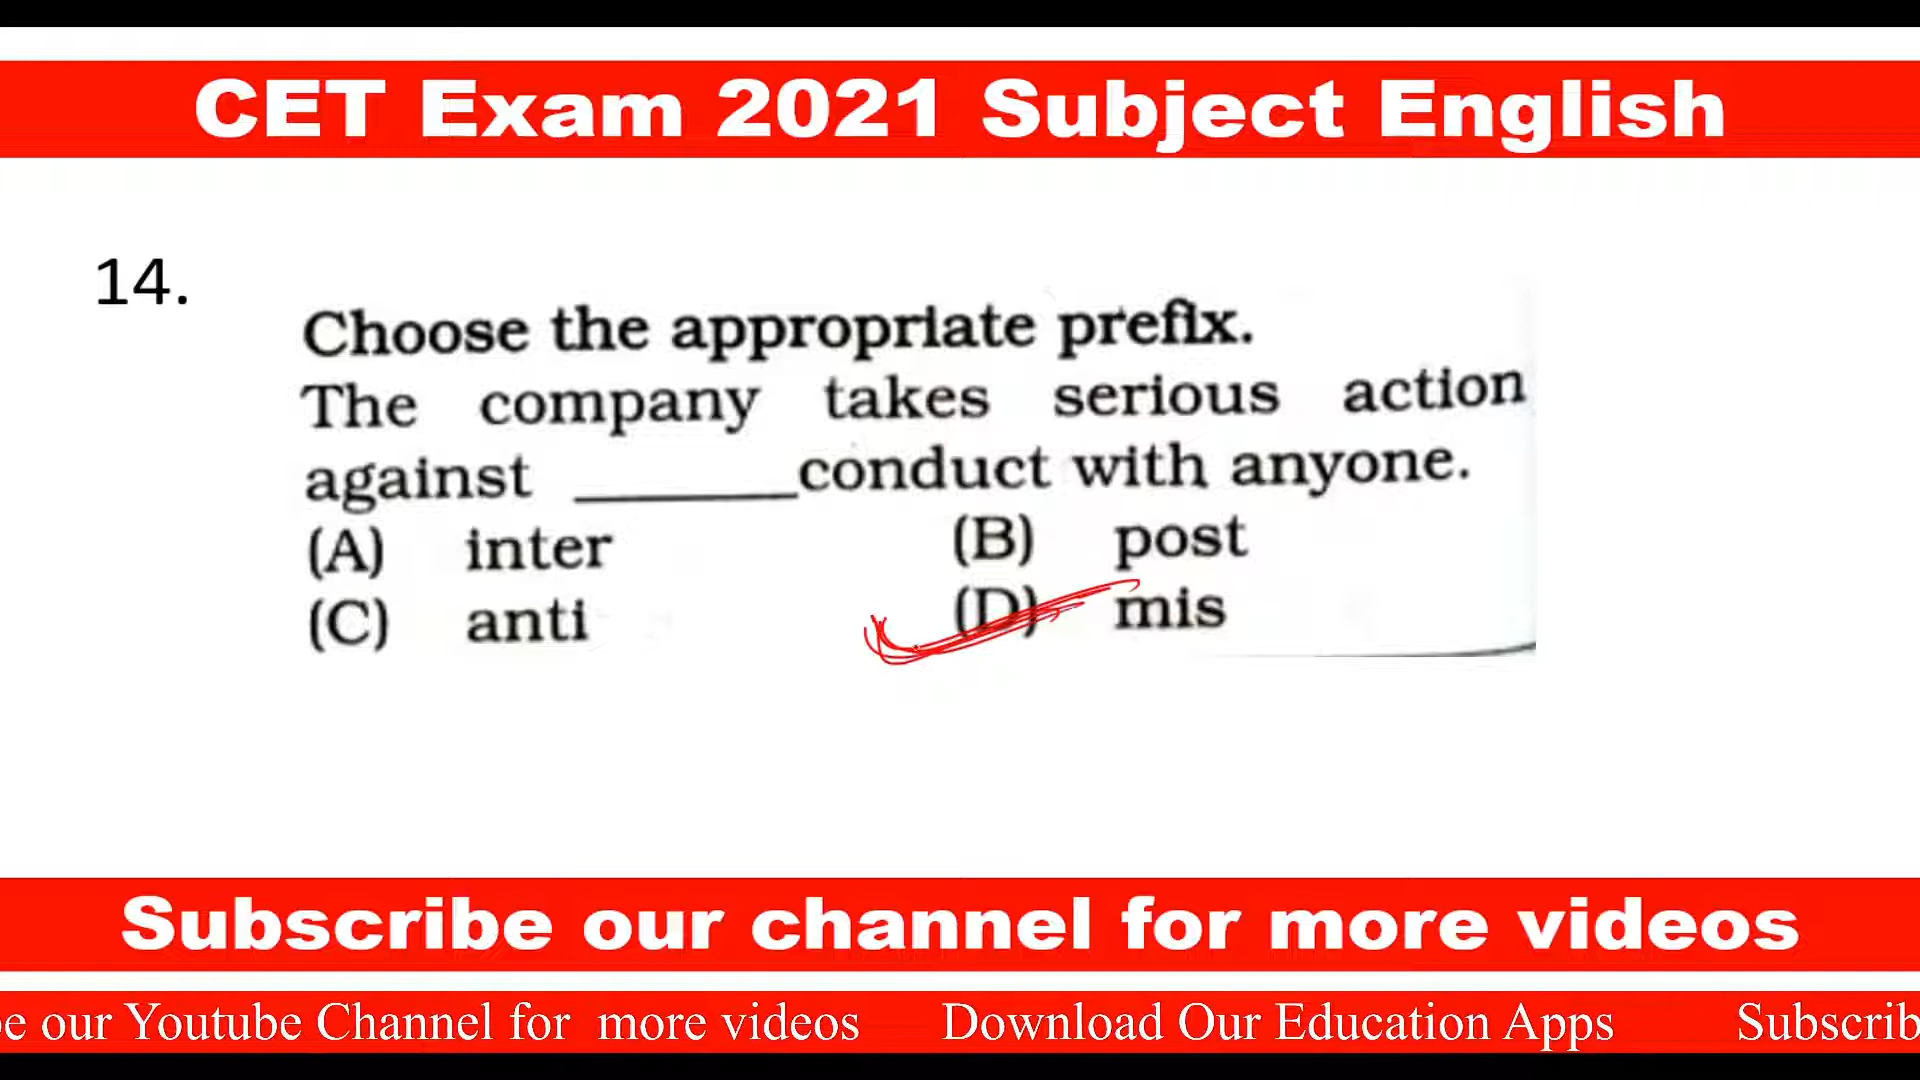 CET Exam 2021 Subject English
14.
Choose the appropriate prefix.
The company takes serious action
against ______conduct with anyone.
(A) inter (B) post
(C) anti (D) mis
Subscribe our channel for more videos
e our Youtube Channel for more videos Download Our Education Apps Subscrib